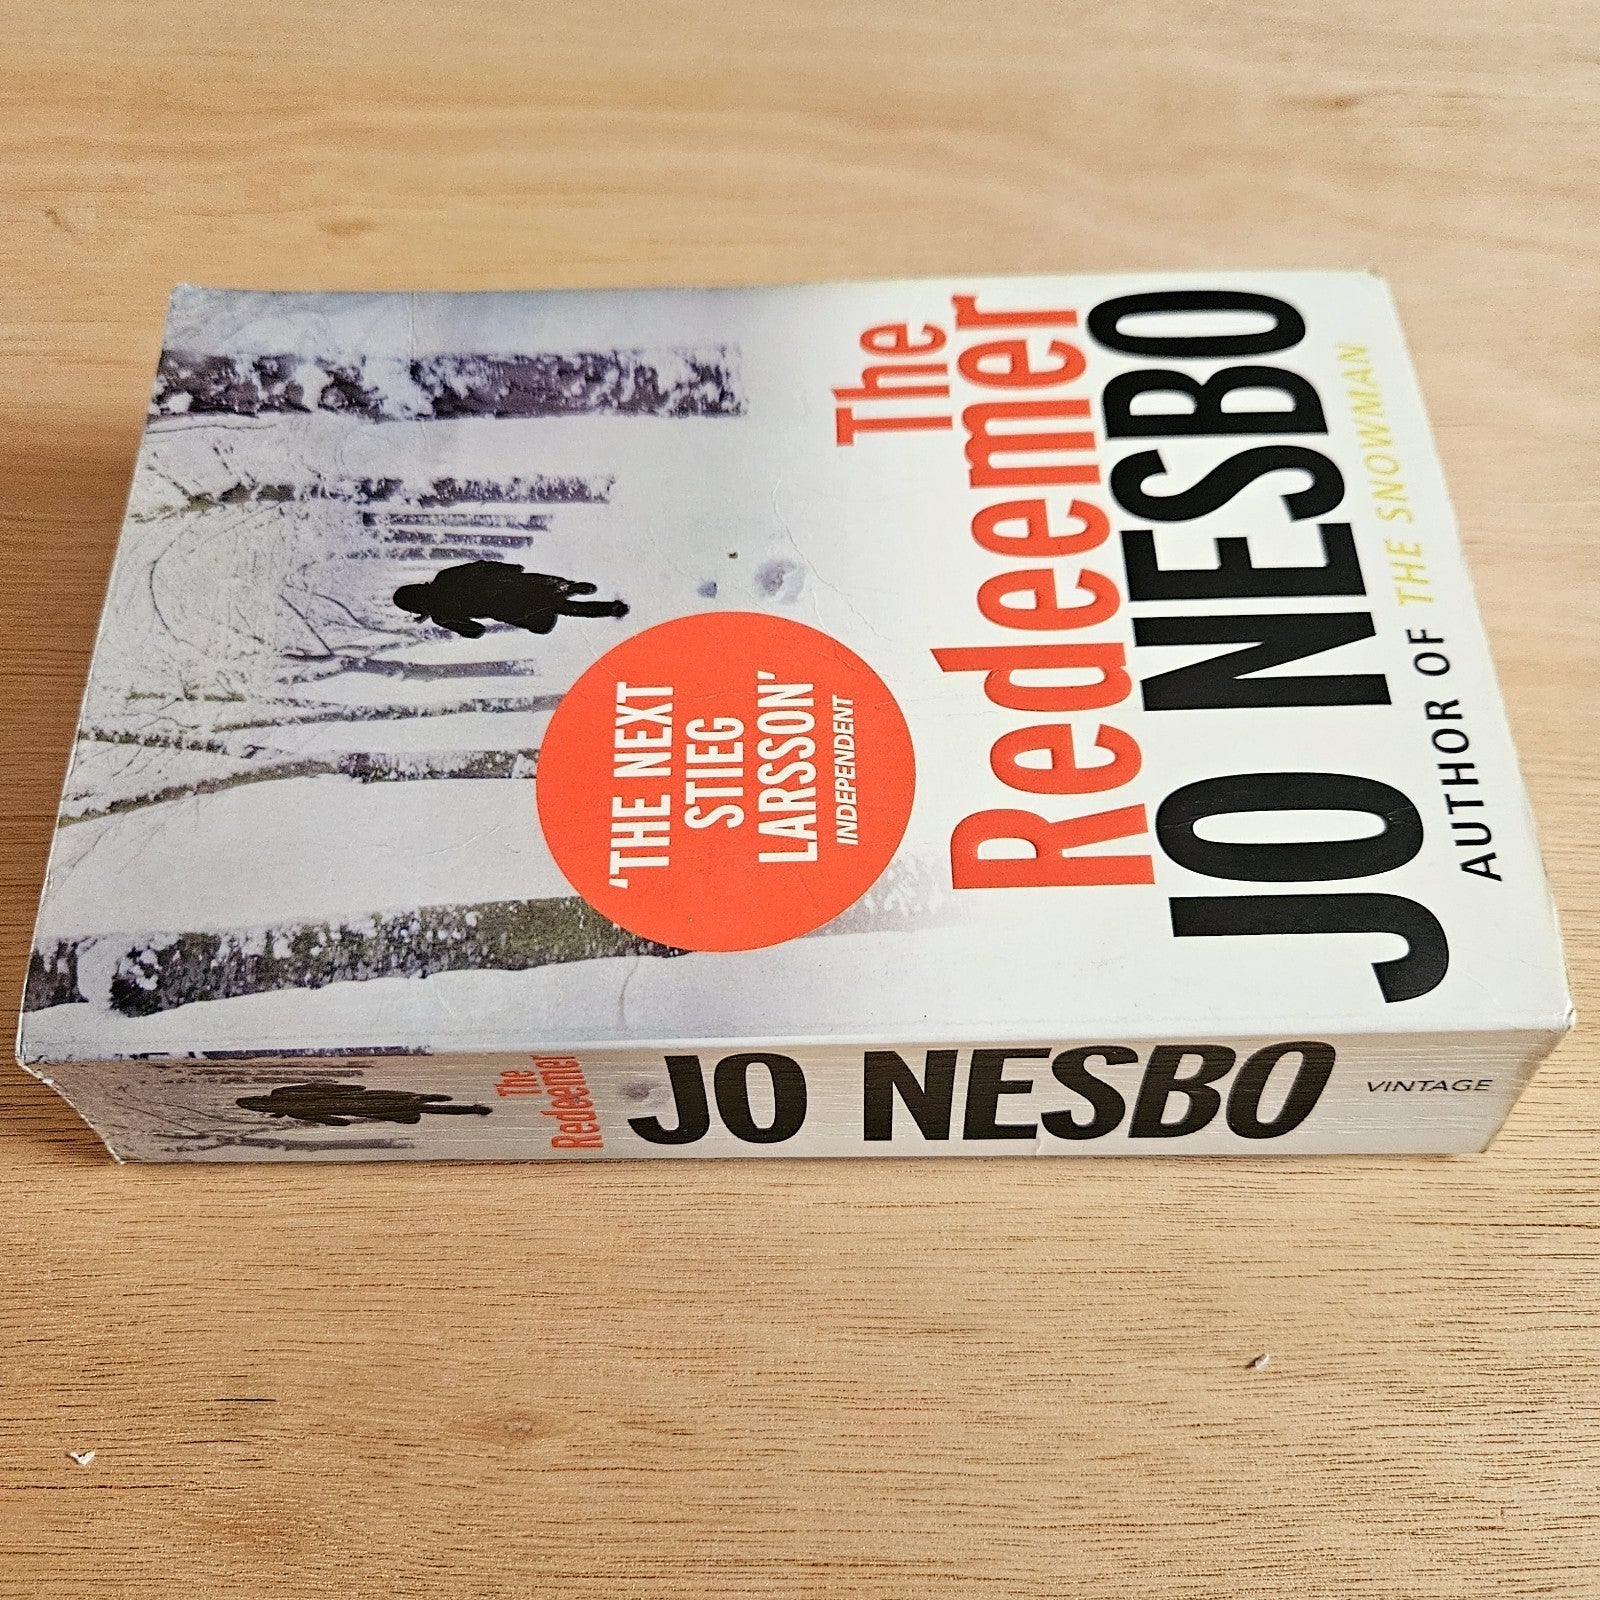 'THE NEXT
STIEG
LARSSON'
INDEPENDENT
The
Redeemer
JO NESBO
AUTHOR OF THE SNOWMAN
The
Redeemer
JO NESBO
VINTAGE